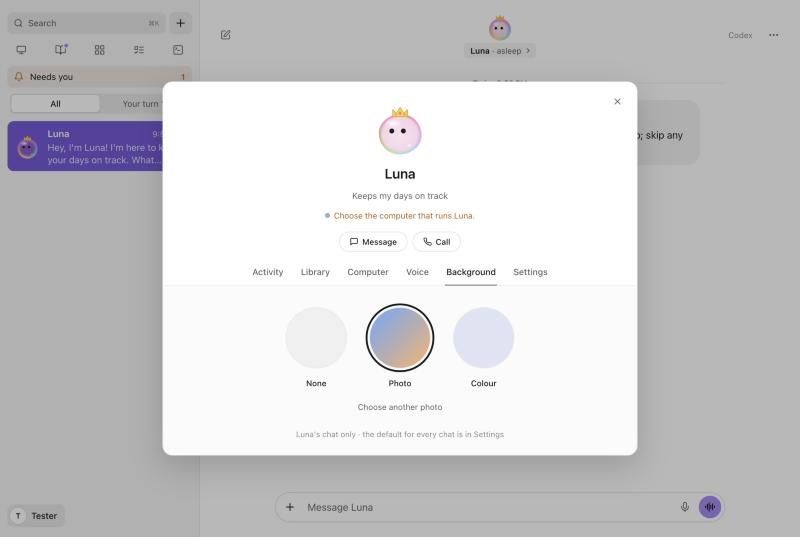 Search
⌘K
Needs you
1
All
Your turn
Luna
Hey, I'm Luna! I'm here to k
your days on track. What...
T
Tester
Luna · asleep
Codex
p; skip any
Message Luna
Luna
Keeps my days on track
Choose the computer that runs Luna.
Message
Call
Activity
Library
Computer
Voice
Background
Settings
None
Photo
Colour
Choose another photo
Luna's chat only · the default for every chat is in Settings